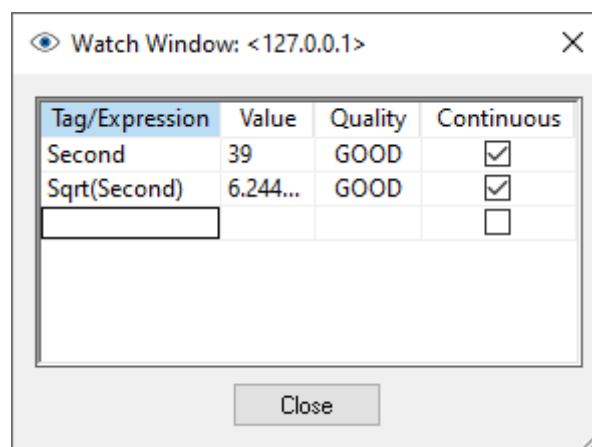 Watch Window: <127.0.0.1>
Tag/Expression Value Quality Continuous
Second 39 GOOD
Sqrt(Second) 6.244... GOOD
Close